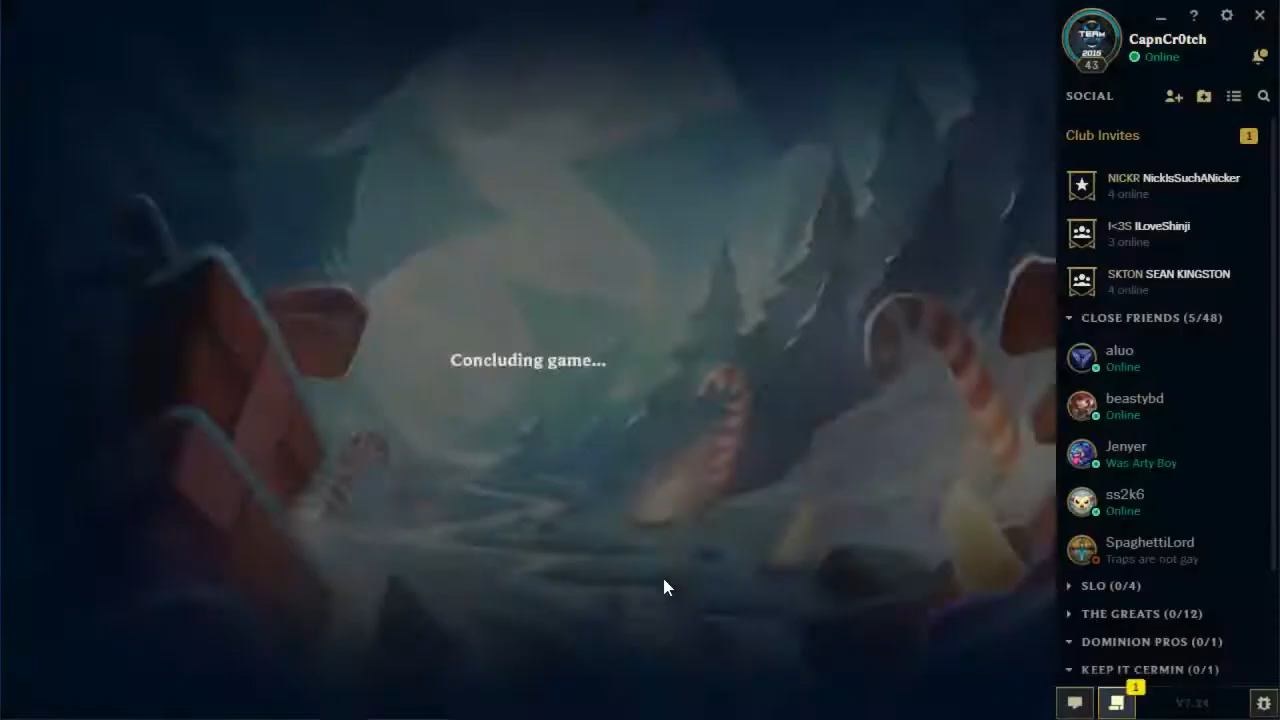 CapnCr0tch
Online
TEAM
2015
43
SOCIAL
Club Invites
1
NICKR NickIsSuchANicker
4 online
I<3S ILoveShinji
3 online
SKTON SEAN KINGSTON
4 online
CLOSE FRIENDS (5/48)
aluo
Online
beastybd
Online
Jenyer
Was Arty Boy
ss2k6
Online
SpaghettiLord
Traps are not gay
SLO (0/4)
THE GREATS (0/12)
DOMINION PROS (0/1)
KEEP IT CERMIN (0/1)
1
V7.24
Concluding game...